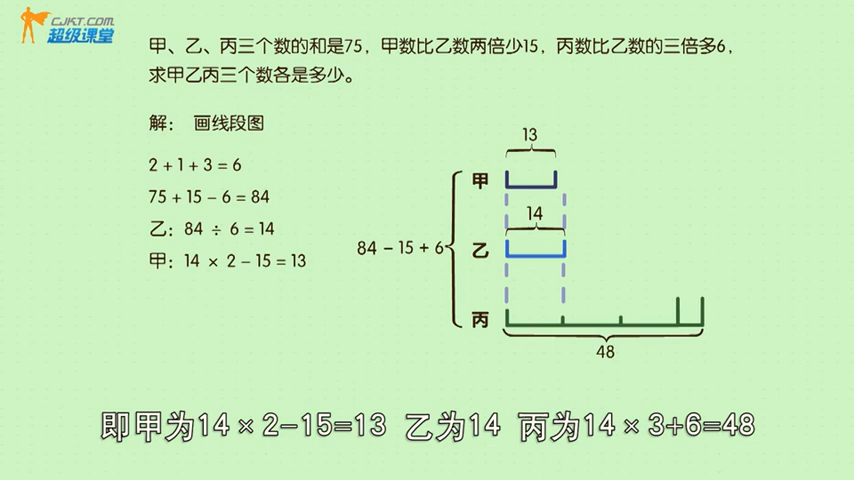 CJKT.COM
超级课堂
甲、乙、丙三个数的和是75，甲数比乙数两倍少15，丙数比乙数的三倍多6，
求甲乙丙三个数各是多少。
解： 画线段图
2 + 1 + 3 = 6
75 + 15 – 6 = 84
乙：84 ÷ 6 = 14
甲：14 × 2 – 15 = 13
13
甲
14
84 – 15 + 6
乙
丙
48
即甲为14×2-15=13 乙为14 丙为14×3+6=48